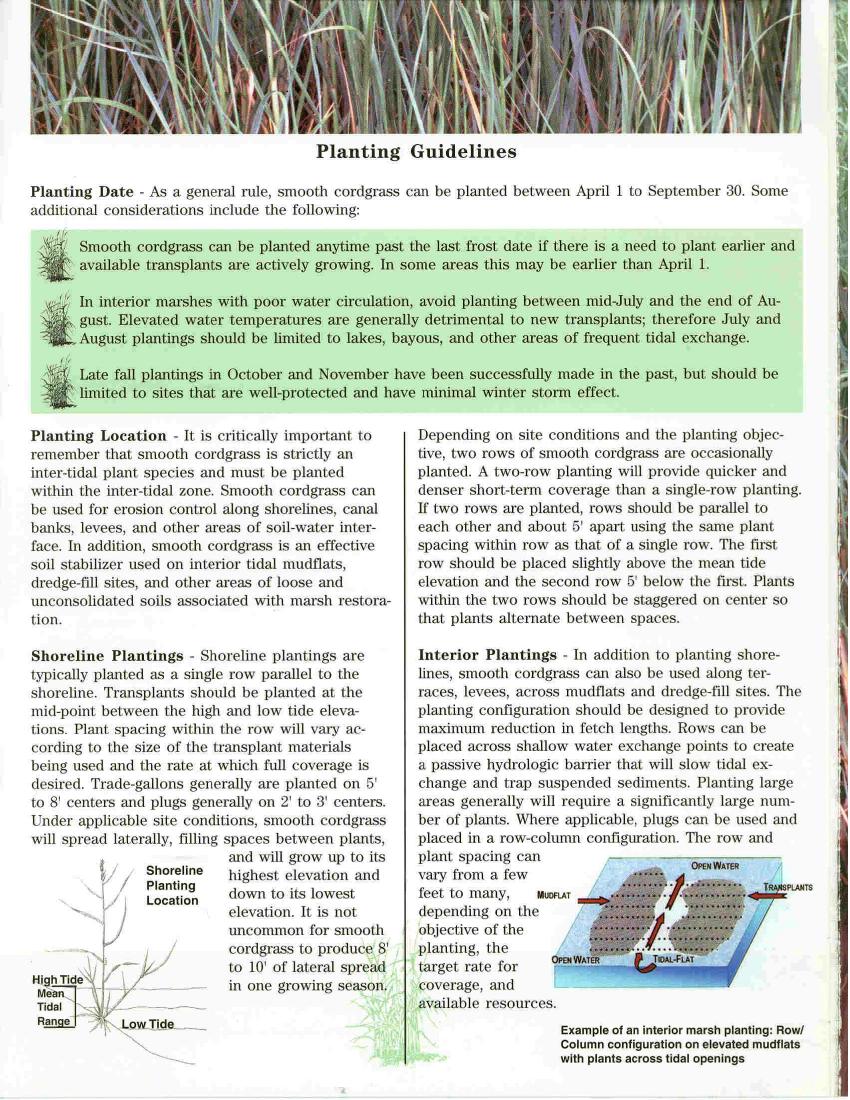 Planting Guidelines
Planting Date - As a general rule, smooth cordgrass can be planted between April 1 to September 30. Some
additional considerations include the following:
Smooth cordgrass can be planted anytime past the last frost date if there is a need to plant earlier and
available transplants are actively growing. In some areas this may be earlier than April 1.
In interior marshes with poor water circulation, avoid planting between mid-July and the end of Au-
gust. Elevated water temperatures are generally detrimental to new transplants; therefore July and
August plantings should be limited to lakes, bayous, and other areas of frequent tidal exchange.
Late fall plantings in October and November have been successfully made in the past, but should be
limited to sites that are well-protected and have minimal winter storm effect.
Planting Location - It is critically important to
remember that smooth cordgrass is strictly an
inter-tidal plant species and must be planted
within the inter-tidal zone. Smooth cordgrass can
be used for erosion control along shorelines, canal
banks, levees, and other areas of soil-water inter-
face. In addition, smooth cordgrass is an effective
soil stabilizer used on interior tidal mudflats,
dredge-fill sites, and other areas of loose and
unconsolidated soils associated with marsh restora-
tion.
Shoreline Plantings - Shoreline plantings are
typically planted as a single row parallel to the
shoreline. Transplants should be planted at the
mid-point between the high and low tide eleva-
tions. Plant spacing within the row will vary ac-
cording to the size of the transplant materials
being used and the rate at which full coverage is
desired. Trade-gallons generally are planted on 5'
to 8' centers and plugs generally on 2' to 3' centers.
Under applicable site conditions, smooth cordgrass
will spread laterally, filling spaces between plants,
and will grow up to its
highest elevation and
down to its lowest
elevation. It is not
uncommon for smooth
cordgrass to produce 8'
to 10' of lateral spread
in one growing season.
Shoreline
Planting
Location
High Tide
Mean
Tidal
Range
Low Tide
Depending on site conditions and the planting objec-
tive, two rows of smooth cordgrass are occasionally
planted. A two-row planting will provide quicker and
denser short-term coverage than a single-row planting.
If two rows are planted, rows should be parallel to
each other and about 5' apart using the same plant
spacing within row as that of a single row. The first
row should be placed slightly above the mean tide
elevation and the second row 5' below the first. Plants
within the two rows should be staggered on center so
that plants alternate between spaces.
Interior Plantings - In addition to planting shore-
lines, smooth cordgrass can also be used along ter-
races, levees, across mudflats and dredge-fill sites. The
planting configuration should be designed to provide
maximum reduction in fetch lengths. Rows can be
placed across shallow water exchange points to create
a passive hydrologic barrier that will slow tidal ex-
change and trap suspended sediments. Planting large
areas generally will require a significantly large num-
ber of plants. Where applicable, plugs can be used and
placed in a row-column configuration. The row and
plant spacing can
vary from a few
feet to many,
depending on the
objective of the
planting, the
target rate for
coverage, and
available resources.
OPEN WATER
TRANSPLANTS
MUDFLAT
OPEN WATER
TIDAL-FLAT
Example of an interior marsh planting: Row/
Column configuration on elevated mudflats
with plants across tidal openings